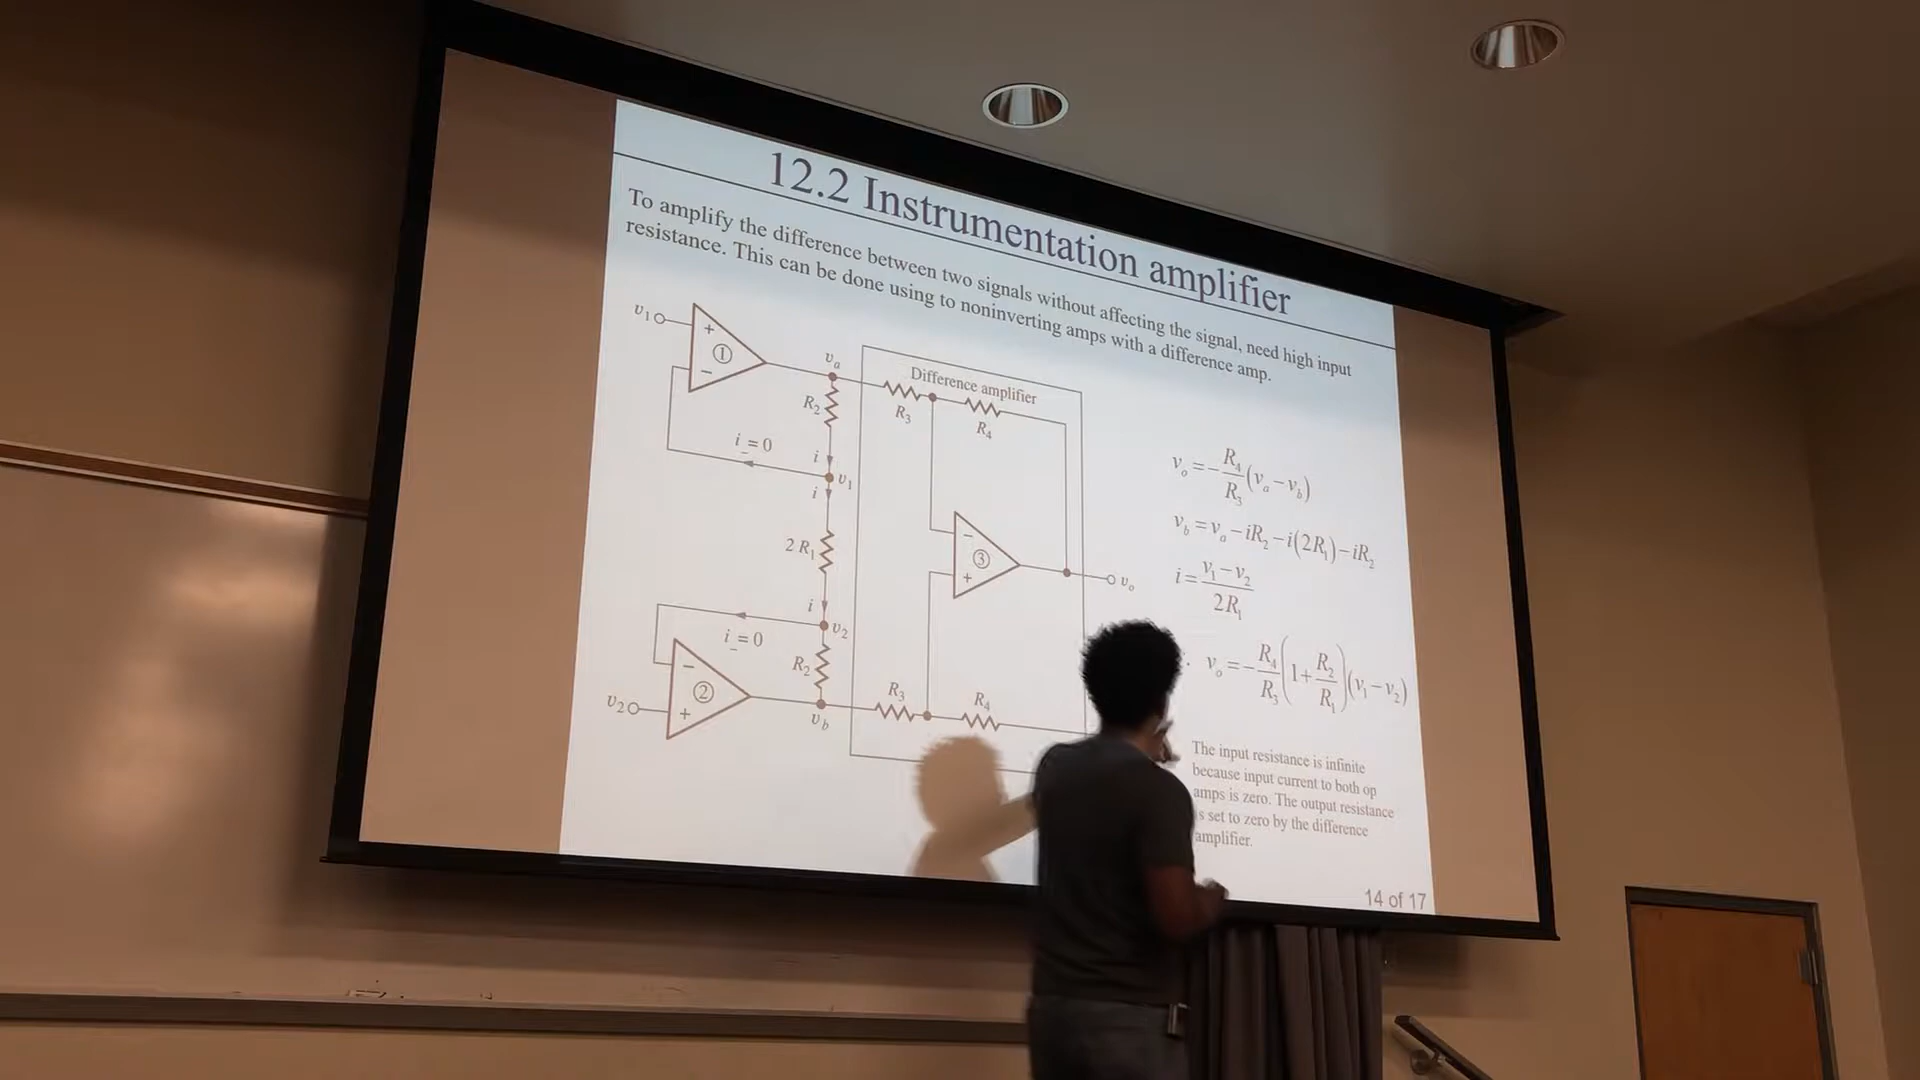 12.2 Instrumentation amplifier
To amplify the difference between two signals without affecting the signal, need high input
resistance. This can be done using to noninverting amps with a difference amp.
v₁
+
①
−
vₐ
R₂
i₋=0
i
v₁
i
2 R₁
i
v₂
i₋=0
R₂
−
②
+
v₂
v_b
Difference amplifier
R₃
R₄
−
③
+
vₒ
R₃
R₄
vₒ = −R₄/R₃ (vₐ − v_b)
v_b = vₐ − iR₂ − i(2R₁) − iR₂
i = (v₁ − v₂)/2R₁
vₒ = −R₄/R₃ (1 + R₂/R₁)(v₁ − v₂)
The input resistance is infinite
because input current to both op
amps is zero. The output resistance
is set to zero by the difference
amplifier.
14 of 17